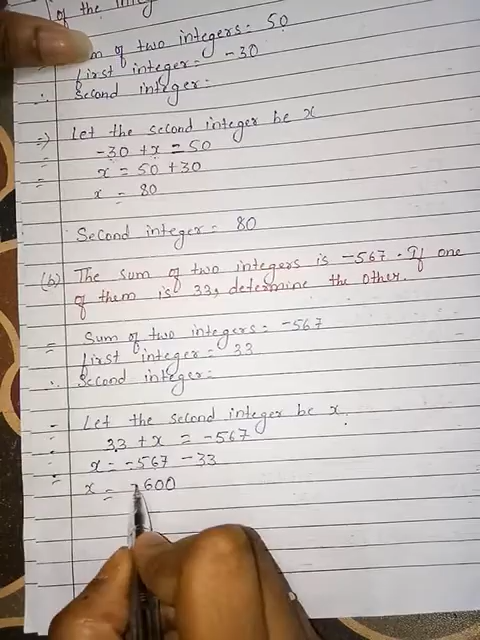 of the
m of two integers = 50
First integer = -30
∴ Second integer =
=) Let the second integer be x
= -30 + x = 50
= x = 50 + 30
x = 80
Second integer = 80
(b) The sum of two integers is -567. If one
of them is 33, determine the other.
= Sum of two integers = -567
First integer = 33
∴ Second integer =
- Let the second integer be x.
= 33 + x = -567
= x = -567 - 33
= x = -600